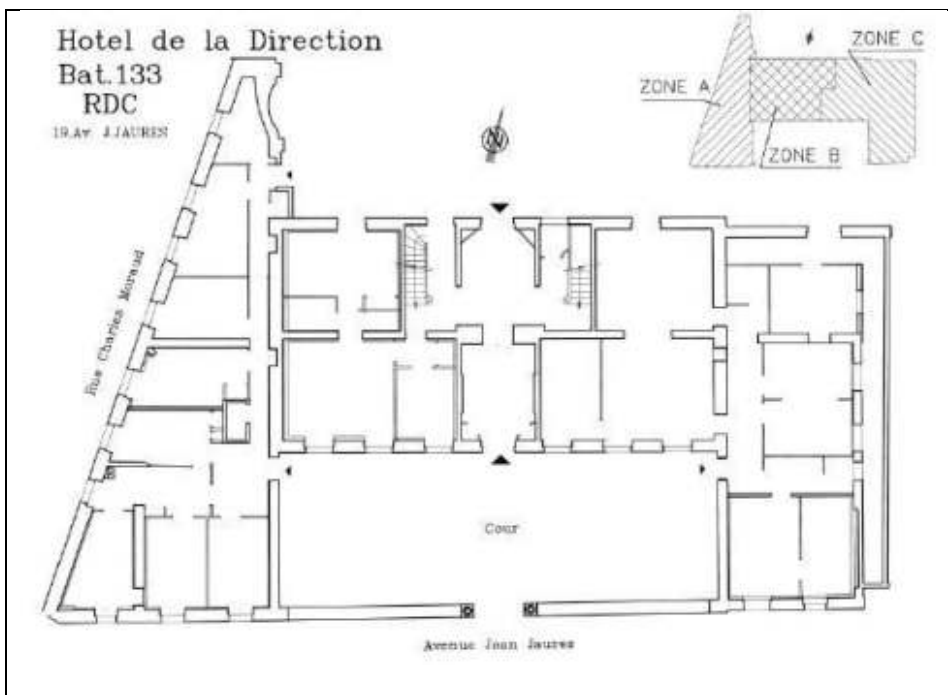 Hotel de la Direction
Bat.133
RDC
19.Av. J.JAURES
ZONE A
ZONE C
ZONE B
N
Rue Charles Moraud
Cour
Avenue Jean Jaures